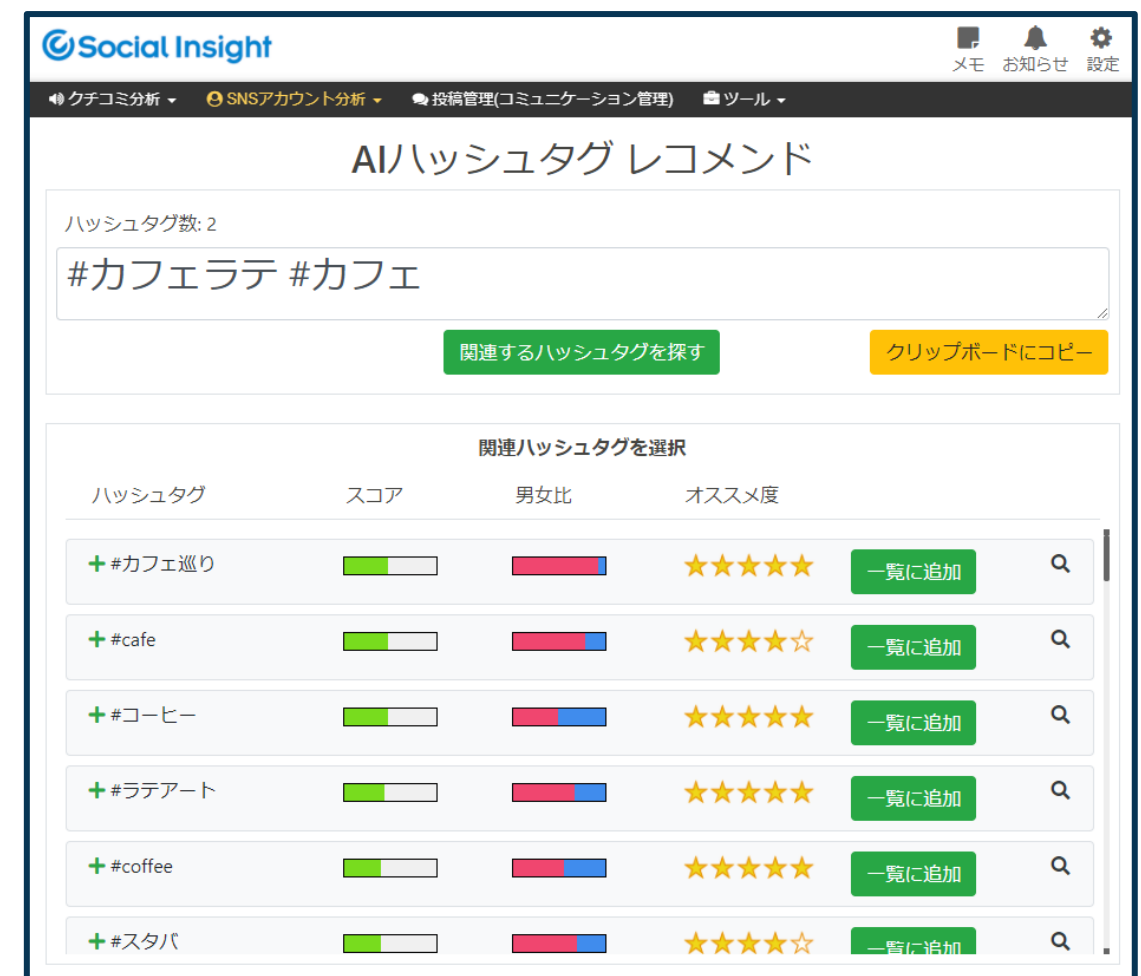 Social Insight
メモ お知らせ 設定
クチコミ分析 SNSアカウント分析 投稿管理(コミュニケーション管理) ツール
AIハッシュタグ レコメンド
ハッシュタグ数: 2
#カフェラテ #カフェ
関連するハッシュタグを探す クリップボードにコピー
関連ハッシュタグを選択
ハッシュタグ スコア 男女比 オススメ度
#カフェ巡り 一覧に追加
#cafe 一覧に追加
#コーヒー 一覧に追加
#ラテアート 一覧に追加
#coffee 一覧に追加
#スタバ 一覧に追加